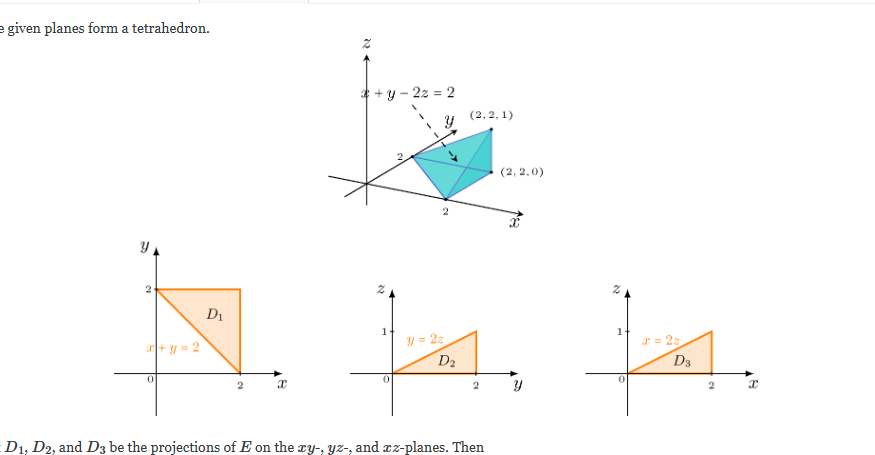 e given planes form a tetrahedron.
z
x + y − 2z = 2
y
(2, 2, 1)
2
(2, 2, 0)
2
x
y
2
D₁
x + y = 2
0
2
x
z
1
y = 2z
D₂
0
2
y
z
1
x = 2z
D₃
0
2
x
D₁, D₂, and D₃ be the projections of E on the xy-, yz-, and xz-planes. Then